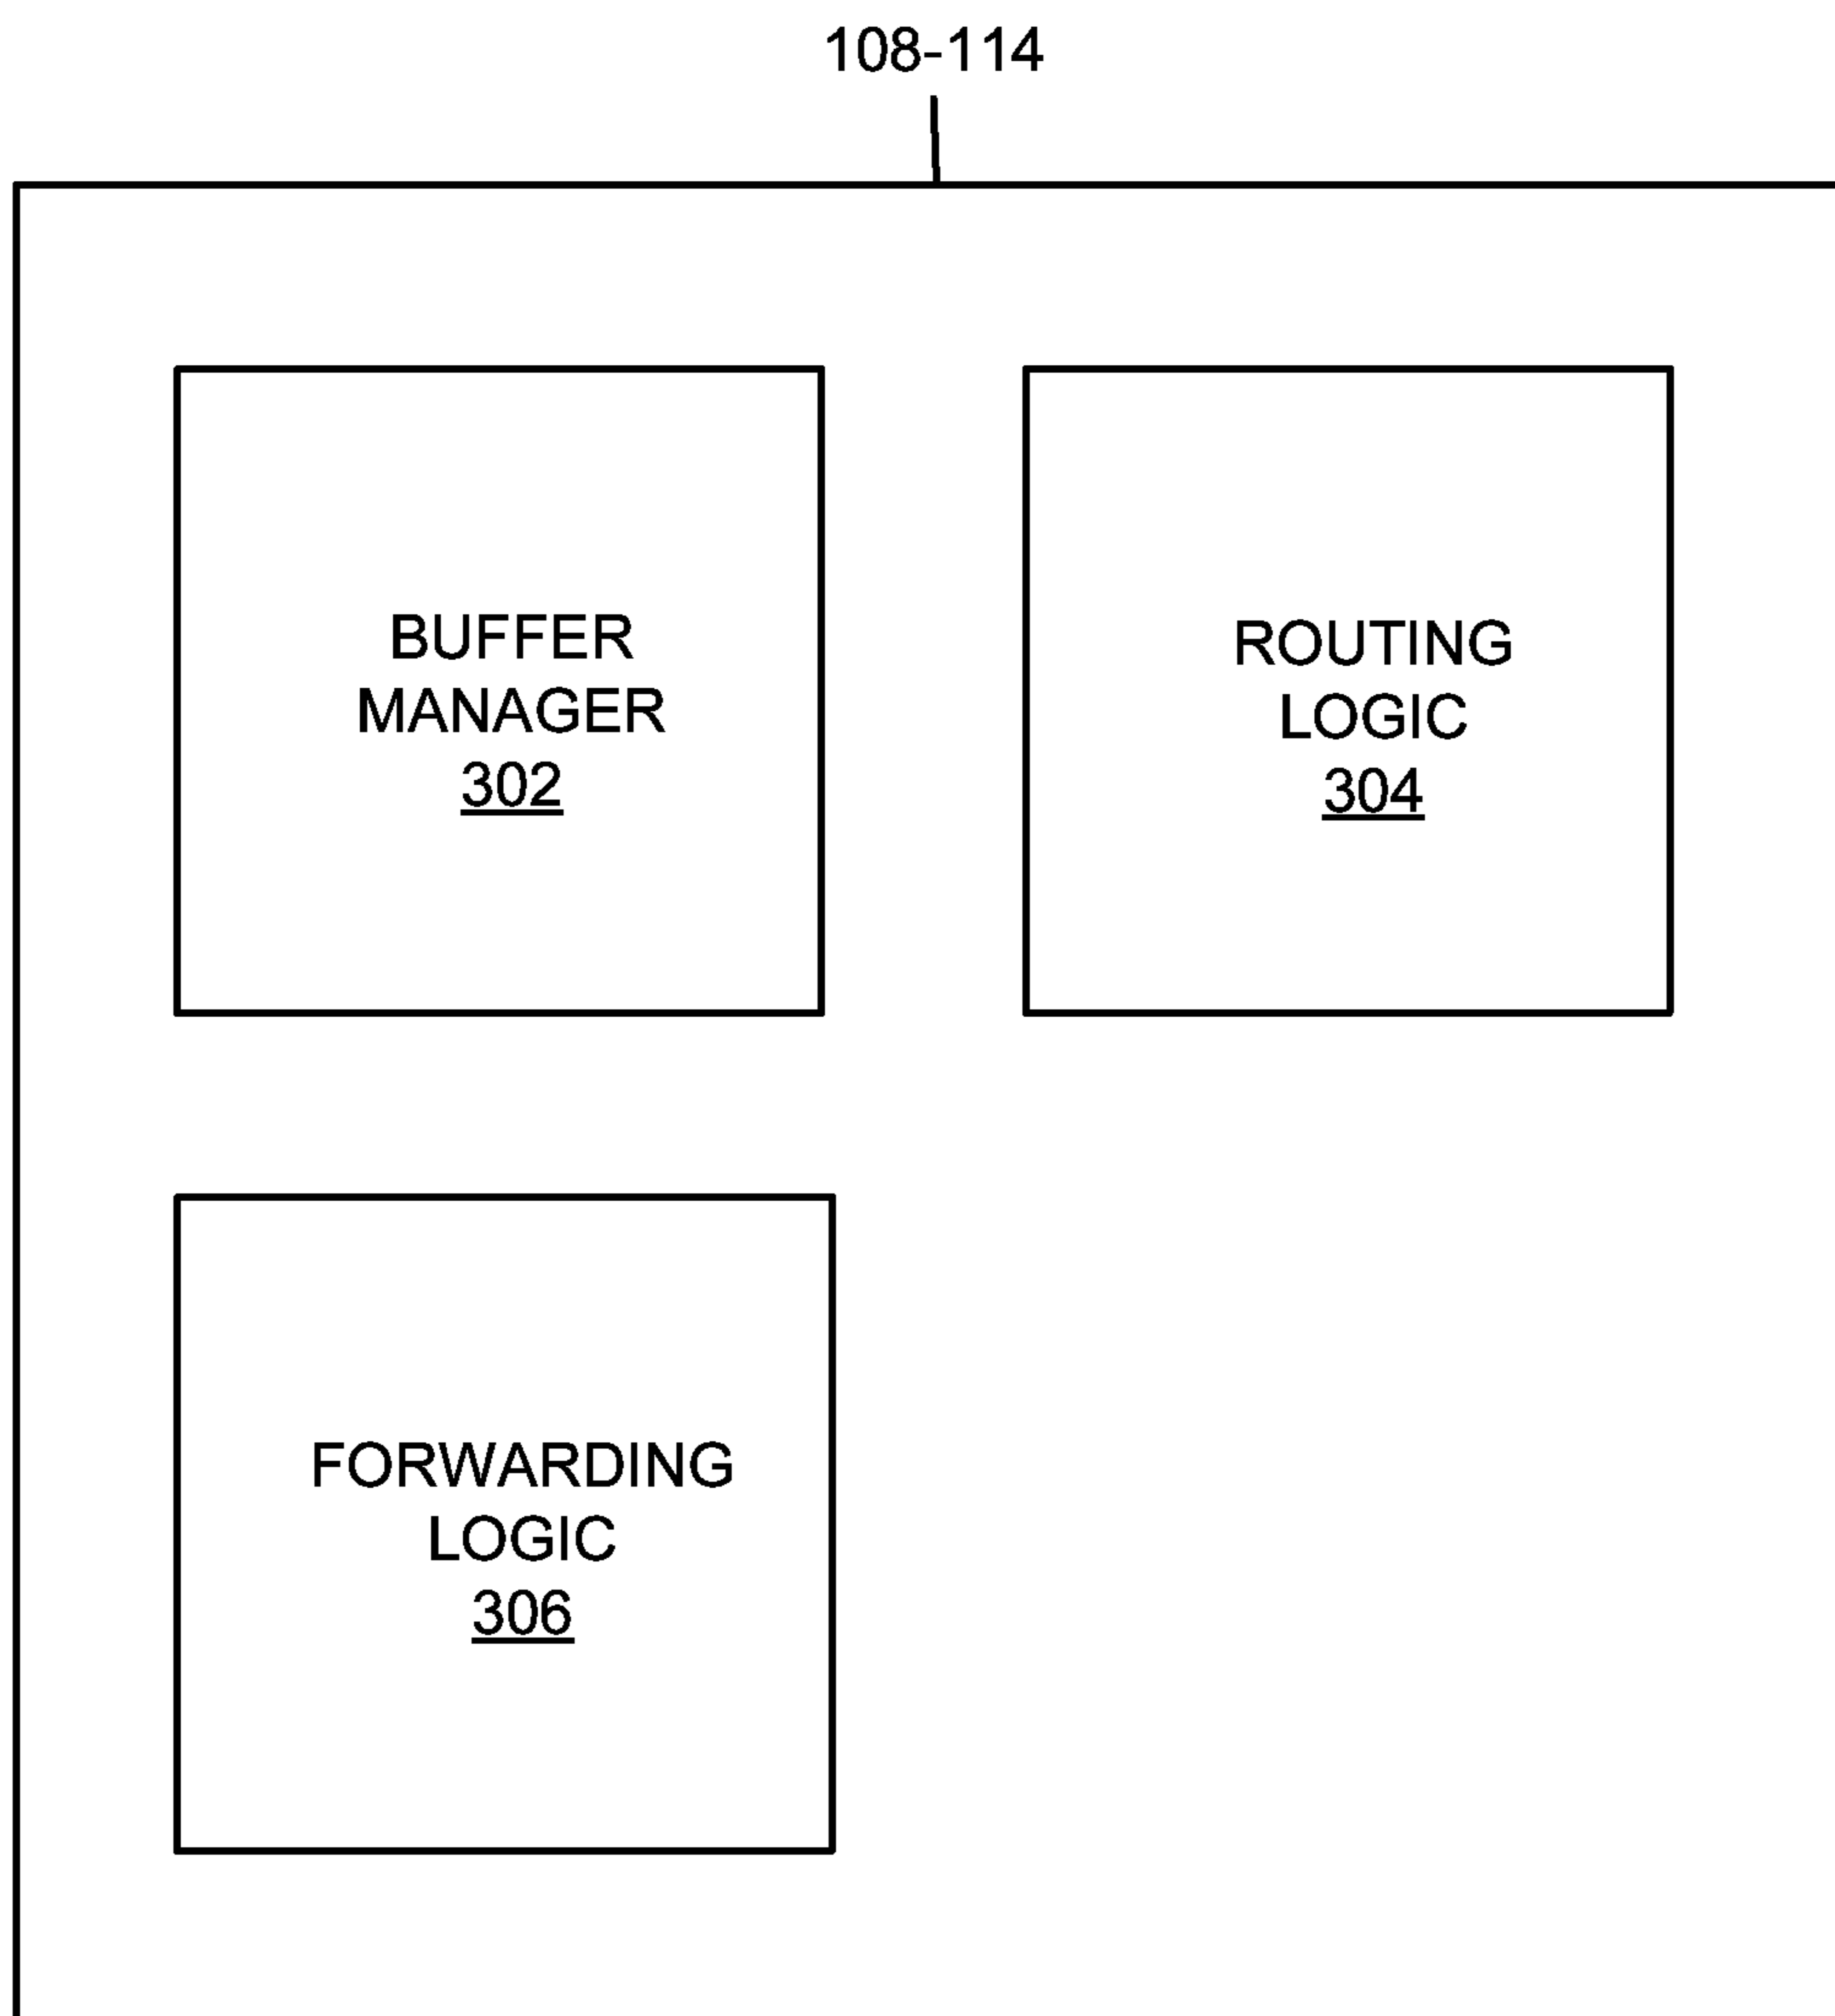 108-114
BUFFER
MANAGER
302
ROUTING
LOGIC
304
FORWARDING
LOGIC
306